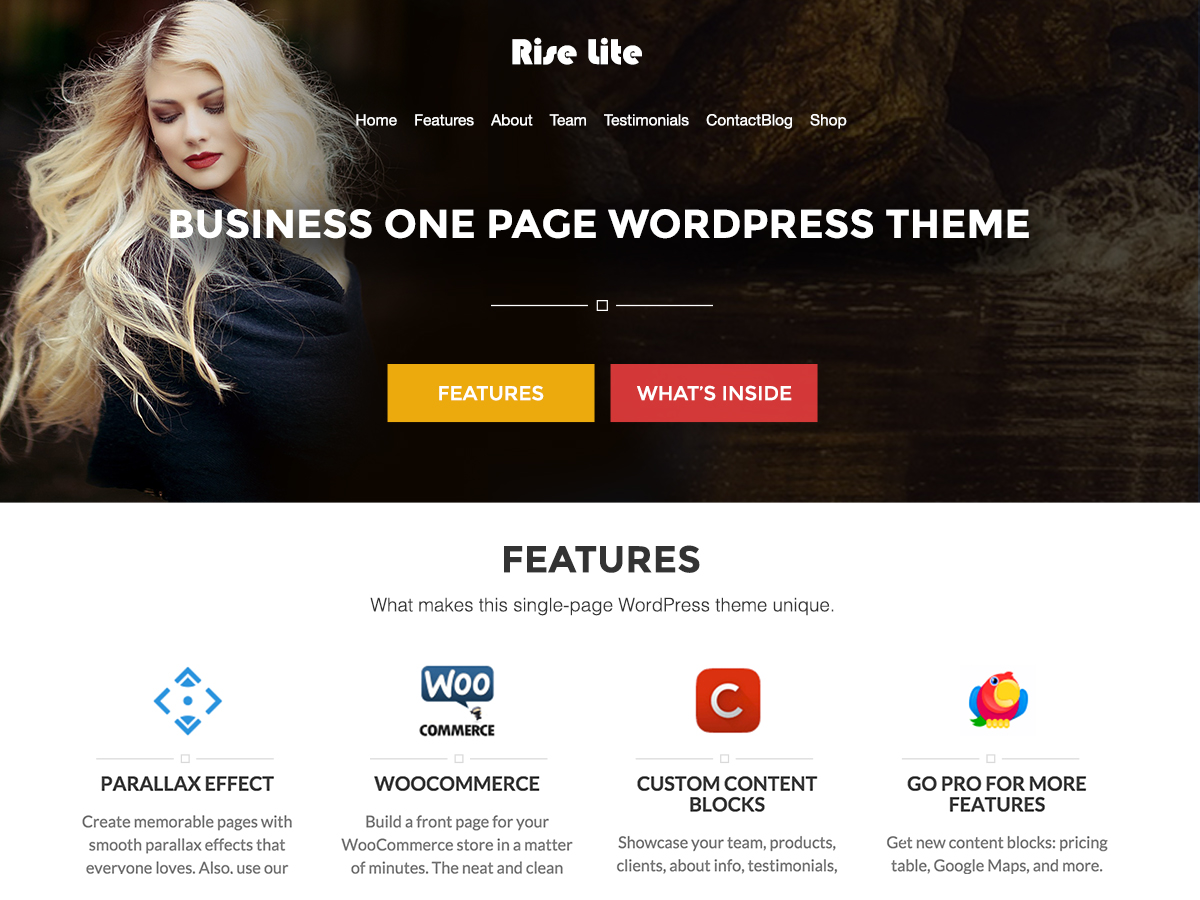 Rise Lite
Home Features About Team Testimonials ContactBlog Shop
BUSINESS ONE PAGE WORDPRESS THEME
FEATURES
WHAT'S INSIDE
FEATURES
What makes this single-page WordPress theme unique.
WOO
COMMERCE
C
PARALLAX EFFECT
Create memorable pages with
smooth parallax effects that
everyone loves. Also, use our
WOOCOMMERCE
Build a front page for your
WooCommerce store in a matter
of minutes. The neat and clean
CUSTOM CONTENT
BLOCKS
Showcase your team, products,
clients, about info, testimonials,
GO PRO FOR MORE
FEATURES
Get new content blocks: pricing
table, Google Maps, and more.